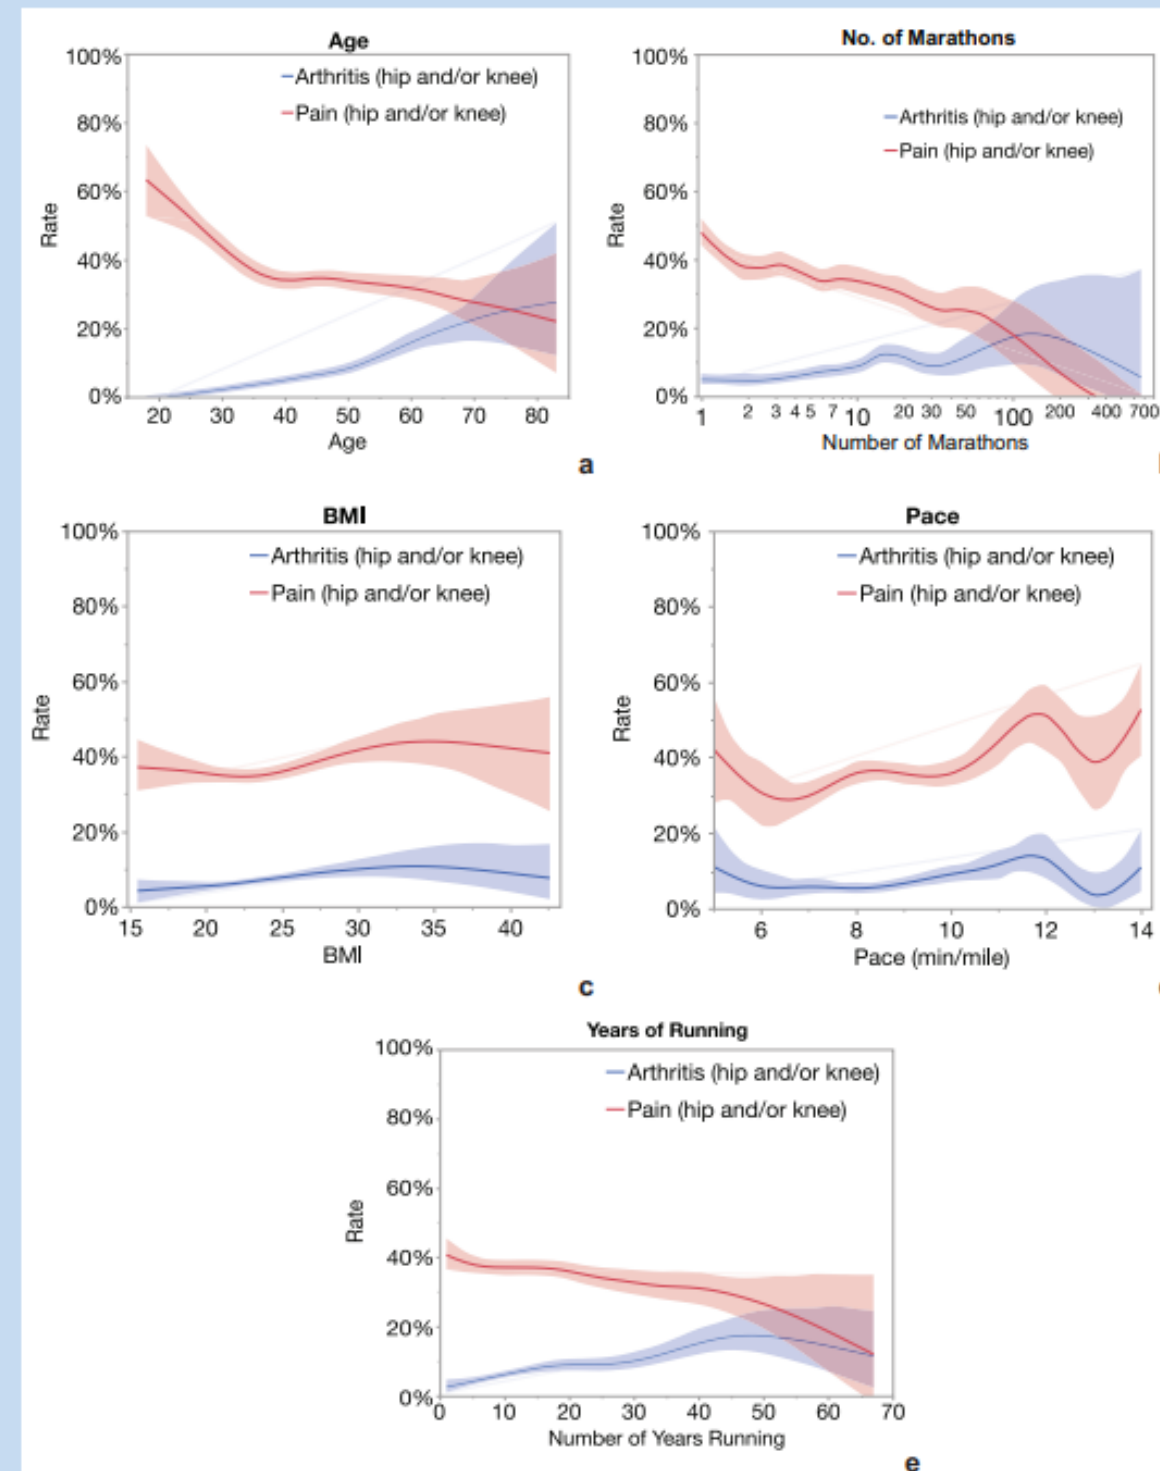 Age
100%
80%
60%
40%
20%
0%
Rate
Arthritis (hip and/or knee)
Pain (hip and/or knee)
20 30 40 50 60 70 80
Age
a
No. of Marathons
100%
80%
60%
40%
20%
0%
Rate
Arthritis (hip and/or knee)
Pain (hip and/or knee)
1 2 3 4 5 7 10 20 30 50 100 200 400 700
Number of Marathons
BMI
100%
80%
60%
40%
20%
0%
Rate
Arthritis (hip and/or knee)
Pain (hip and/or knee)
15 20 25 30 35 40
BMI
c
Pace
100%
80%
60%
40%
20%
0%
Rate
Arthritis (hip and/or knee)
Pain (hip and/or knee)
6 8 10 12 14
Pace (min/mile)
Years of Running
100%
80%
60%
40%
20%
0%
Rate
Arthritis (hip and/or knee)
Pain (hip and/or knee)
0 10 20 30 40 50 60 70
Number of Years Running
e